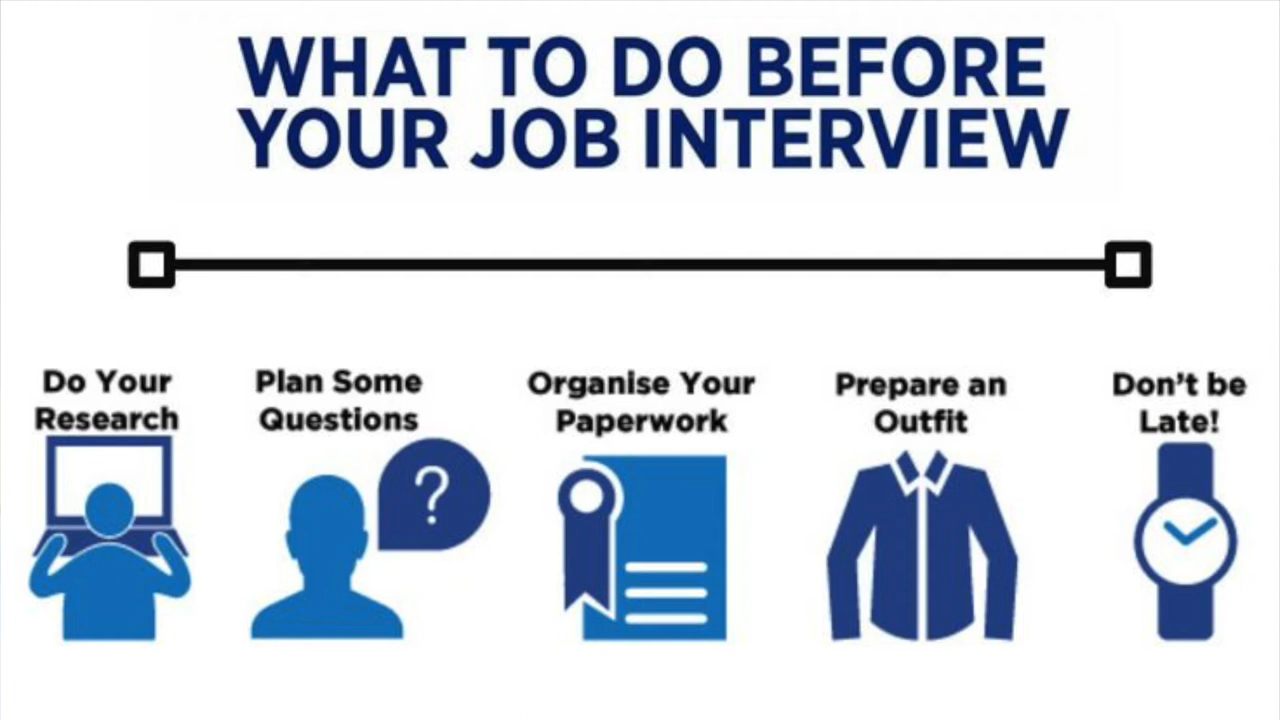 WHAT TO DO BEFORE
YOUR JOB INTERVIEW
Do Your
Research
Plan Some
Questions
?
Organise Your
Paperwork
Prepare an
Outfit
Don't be
Late!